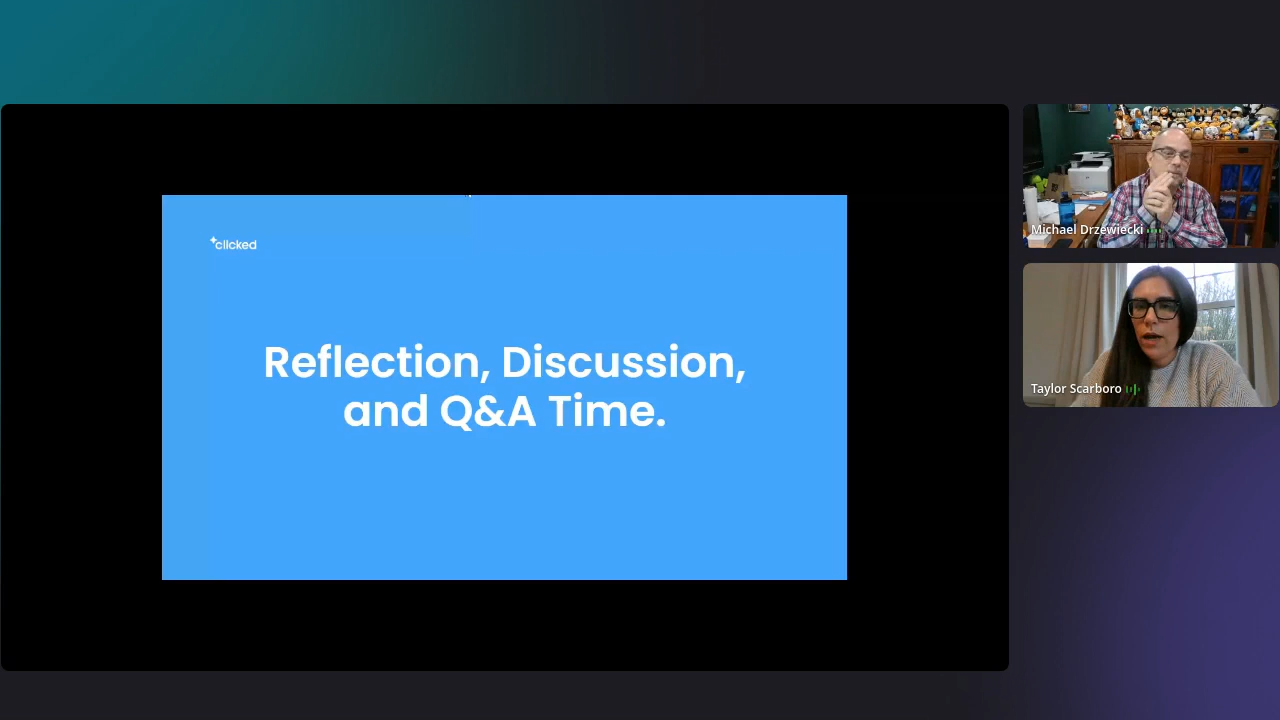 clicked
Reflection, Discussion,
and Q&A Time.
Michael Drzewiecki
Taylor Scarboro